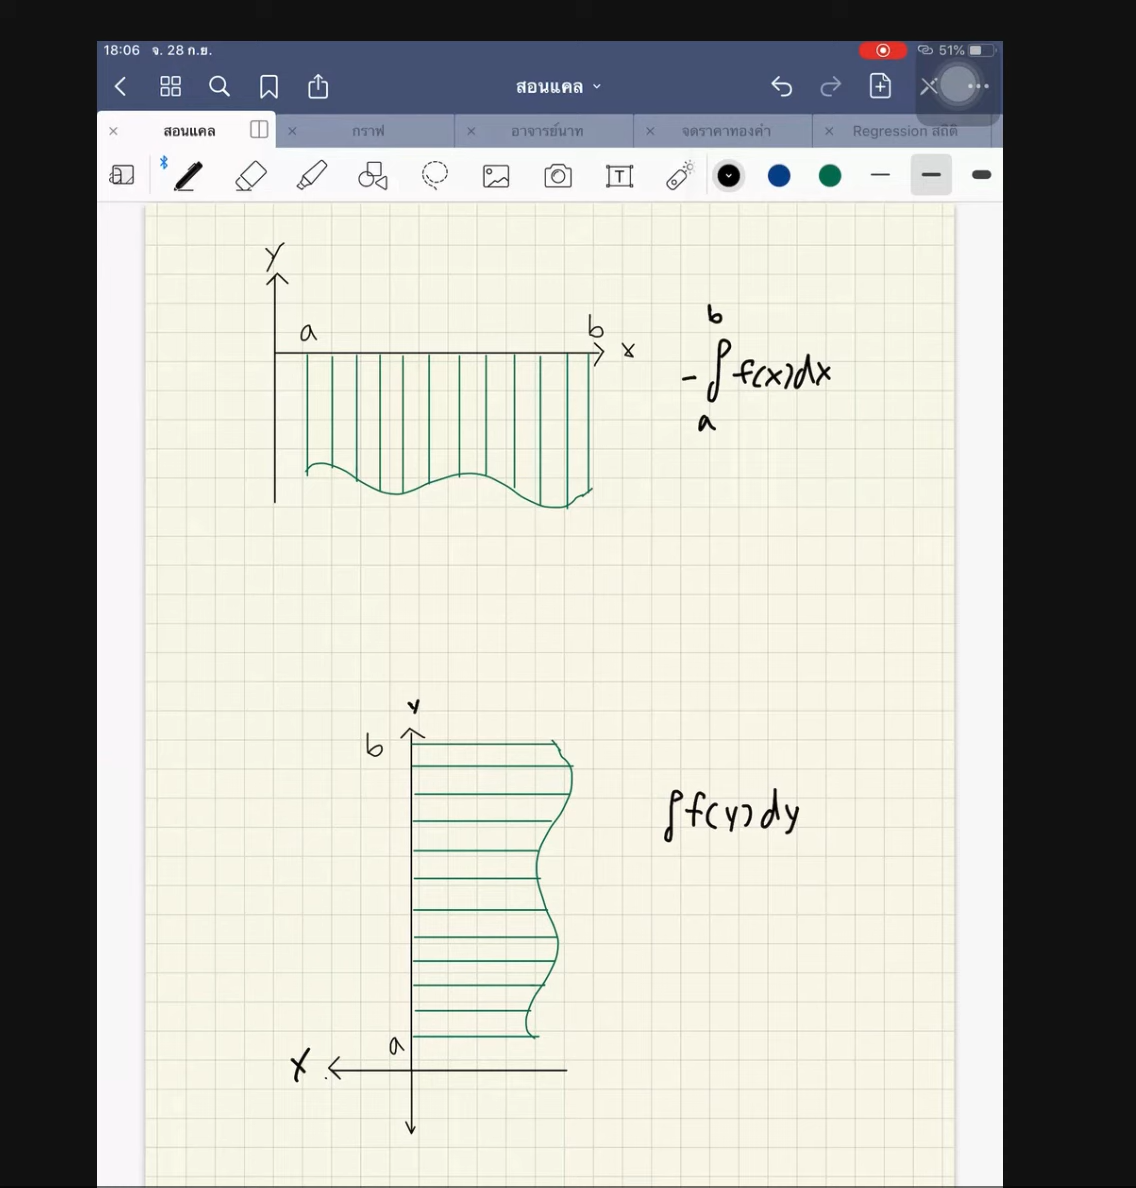 18:06 จ. 28 ก.ย. 51%
สอนแคล
สอนแคล กราฟ อาจารย์นาท จดราคาทองคำ Regression สถิติ
T
y
a b x
b
-∫f(x)dx
a
y
b
∫f(y)dy
a
x